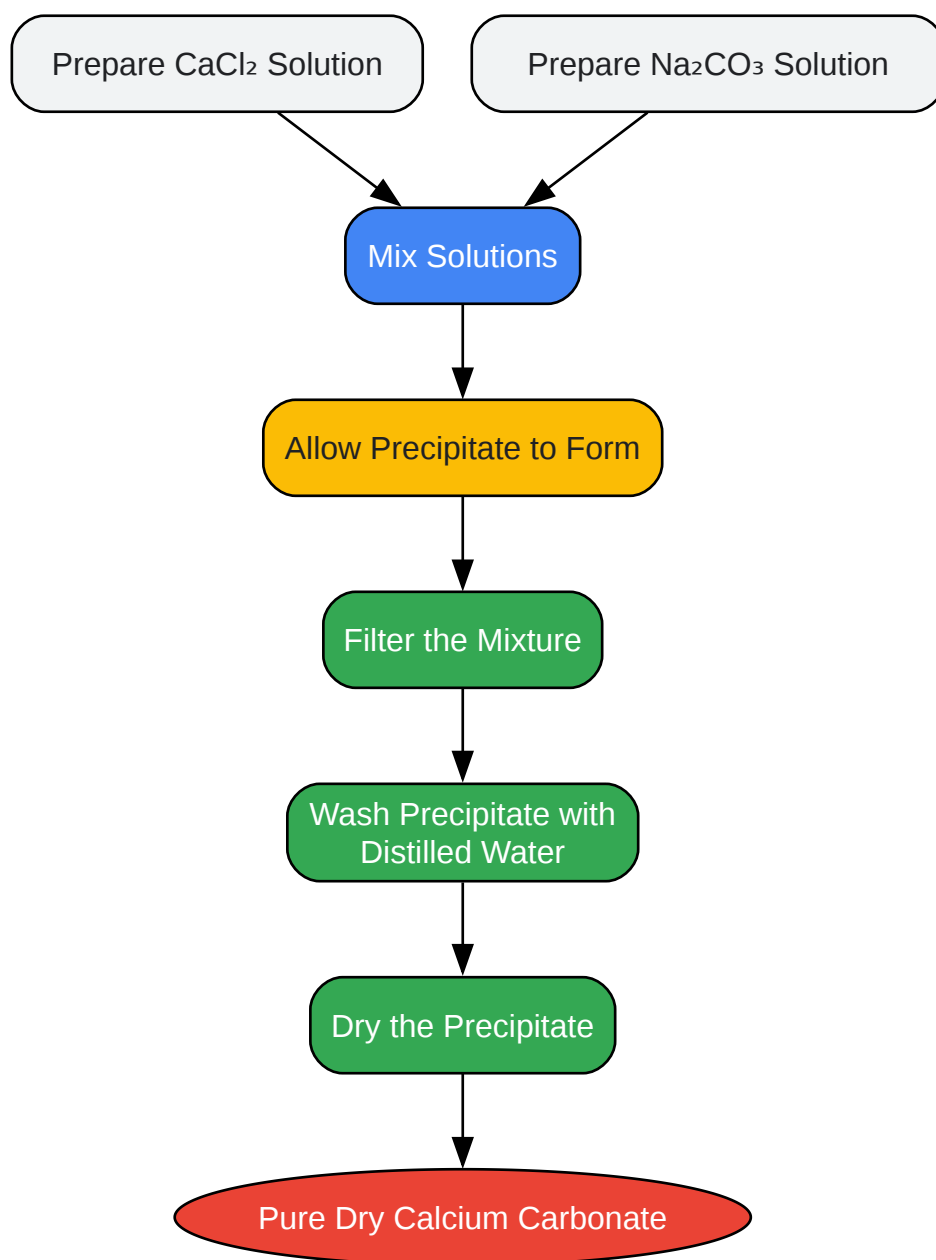 Prepare CaCl₂ Solution
Prepare Na₂CO₃ Solution
Mix Solutions
Allow Precipitate to Form
Filter the Mixture
Wash Precipitate with
Distilled Water
Dry the Precipitate
Pure Dry Calcium Carbonate